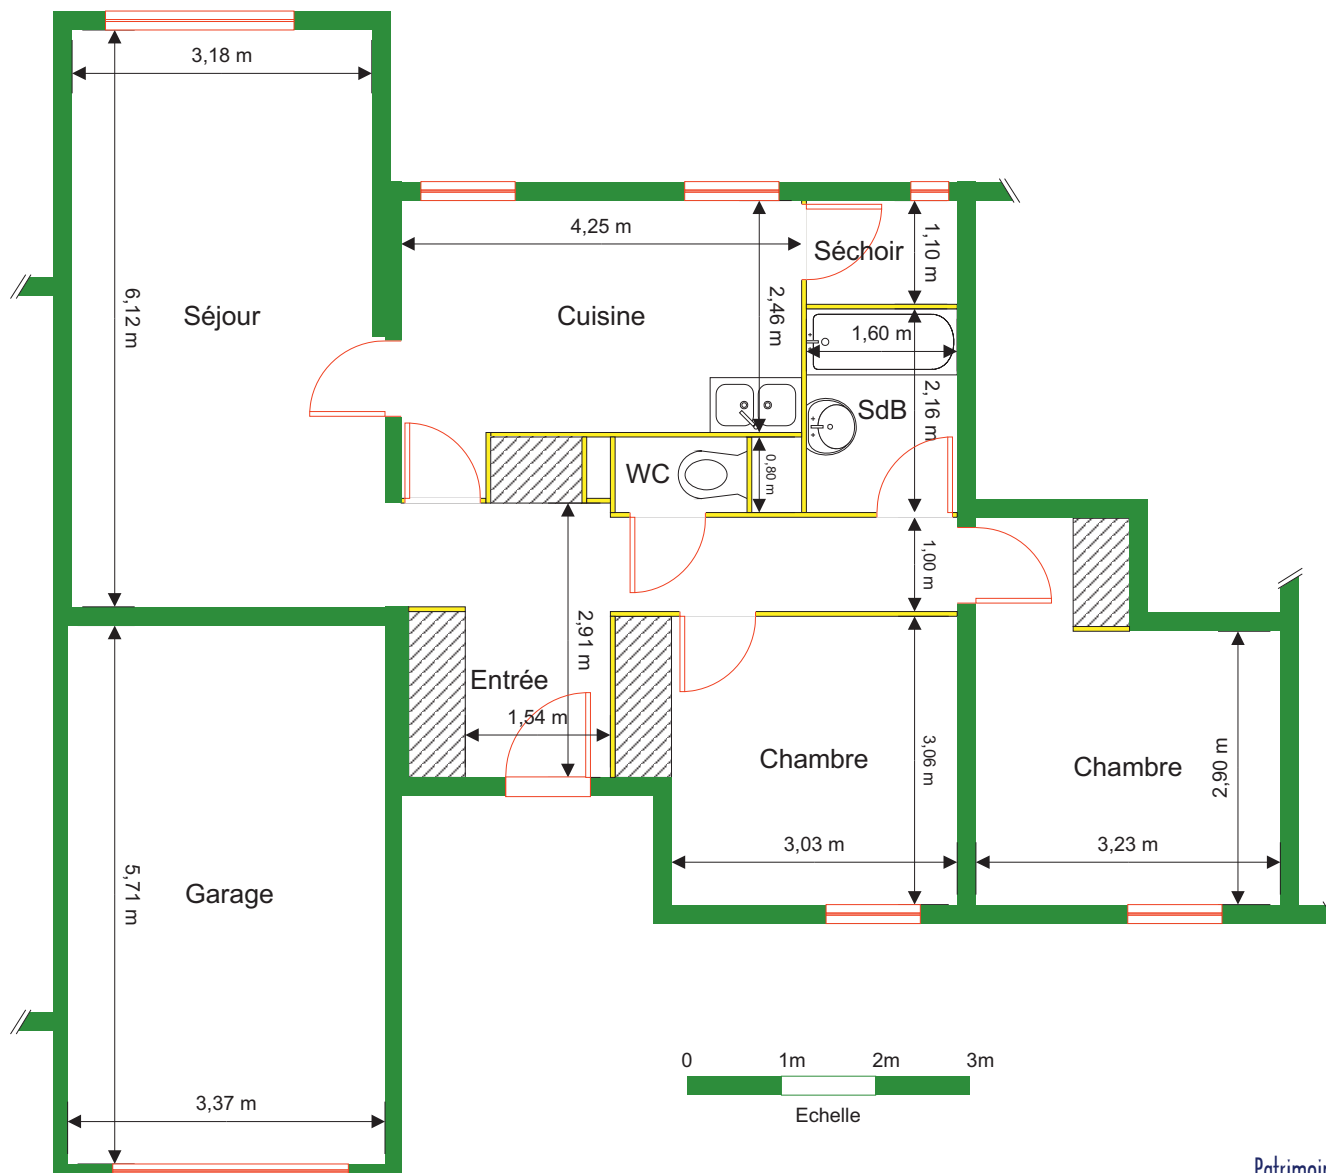 3,18 m
4,25 m
Séchoir
1,10 m
6,12 m
Séjour
Cuisine
2,46 m
1,60 m
SdB
2,16 m
WC
0,80 m
1,00 m
2,91 m
Entrée
1,54 m
Chambre
3,06 m
Chambre
2,90 m
3,03 m
3,23 m
5,71 m
Garage
3,37 m
0 1m 2m 3m
Echelle
Patrimoin